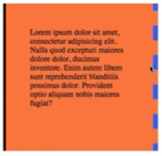 Lorem ipsum dolor sit amet,
consectetur adipisicing elit.
Nulla quod excepturi maiores
dolore dolor, ducimus
inventore. Enim autem libero
sunt reprehenderit blanditiis
possimus dolor. Provident
optio aliquam nobis maiores
fugiat?